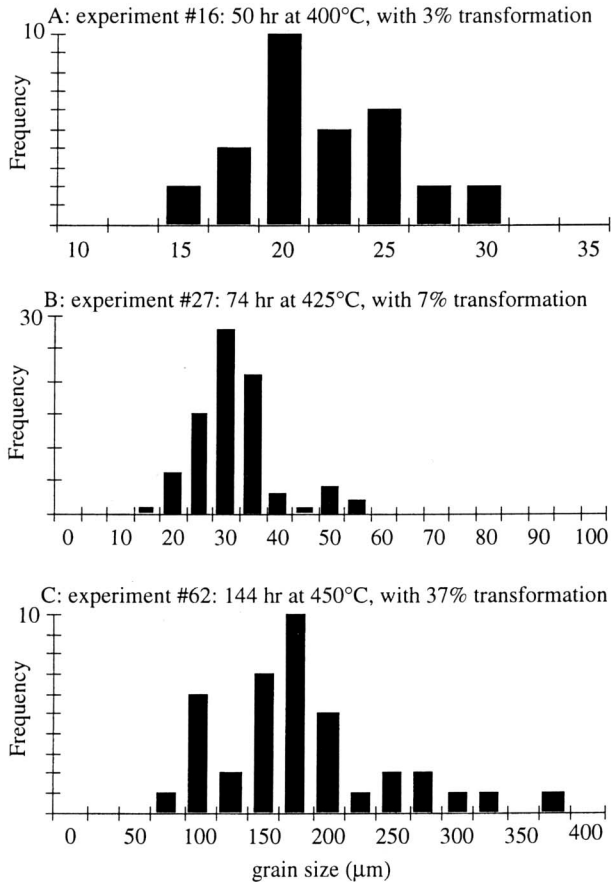 A: experiment #16: 50 hr at 400°C, with 3% transformation
10
Frequency
10 15 20 25 30 35
B: experiment #27: 74 hr at 425°C, with 7% transformation
30
Frequency
0 10 20 30 40 50 60 70 80 90 100
C: experiment #62: 144 hr at 450°C, with 37% transformation
10
Frequency
0 50 100 150 200 250 300 350 400
grain size (μm)